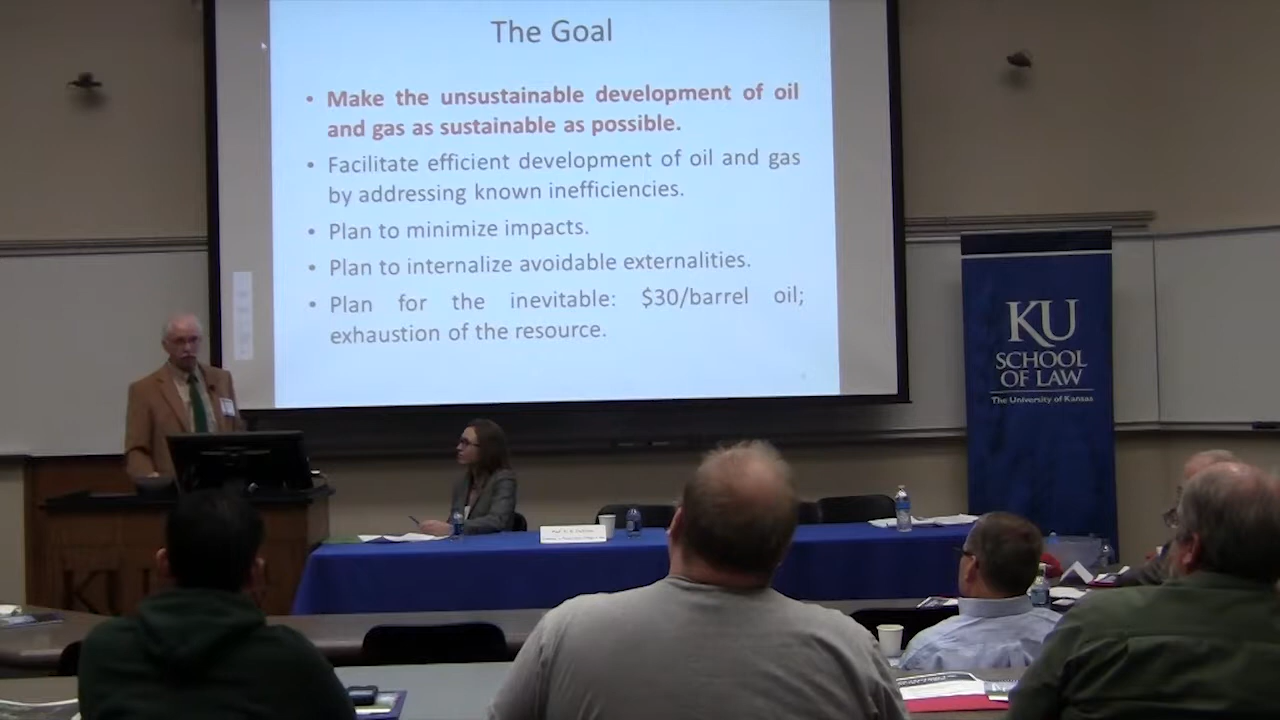 The Goal
• Make the unsustainable development of oil
and gas as sustainable as possible.
• Facilitate efficient development of oil and gas
by addressing known inefficiencies.
• Plan to minimize impacts.
• Plan to internalize avoidable externalities.
• Plan for the inevitable: $30/barrel oil;
exhaustion of the resource.
KU
SCHOOL
OF LAW
The University of Kansas
KU